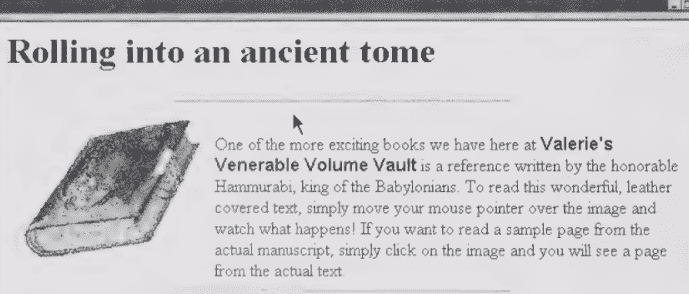 Rolling into an ancient tome
One of the more exciting books we have here at Valerie's
Venerable Volume Vault is a reference written by the honorable
Hammurabi, king of the Babylonians. To read this wonderful, leather
covered text, simply move your mouse pointer over the image and
watch what happens! If you want to read a sample page from the
actual manuscript, simply click on the image and you will see a page
from the actual text.